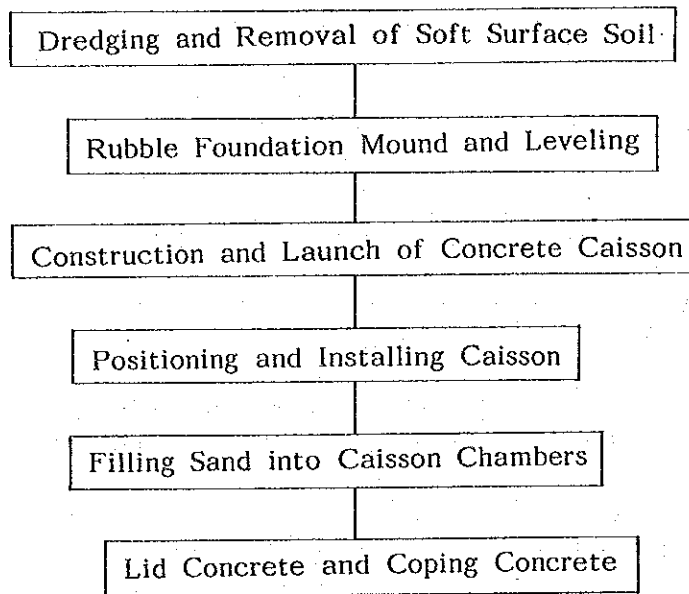 Dredging and Removal of Soft Surface Soil
Rubble Foundation Mound and Leveling
Construction and Launch of Concrete Caisson
Positioning and Installing Caisson
Filling Sand into Caisson Chambers
Lid Concrete and Coping Concrete